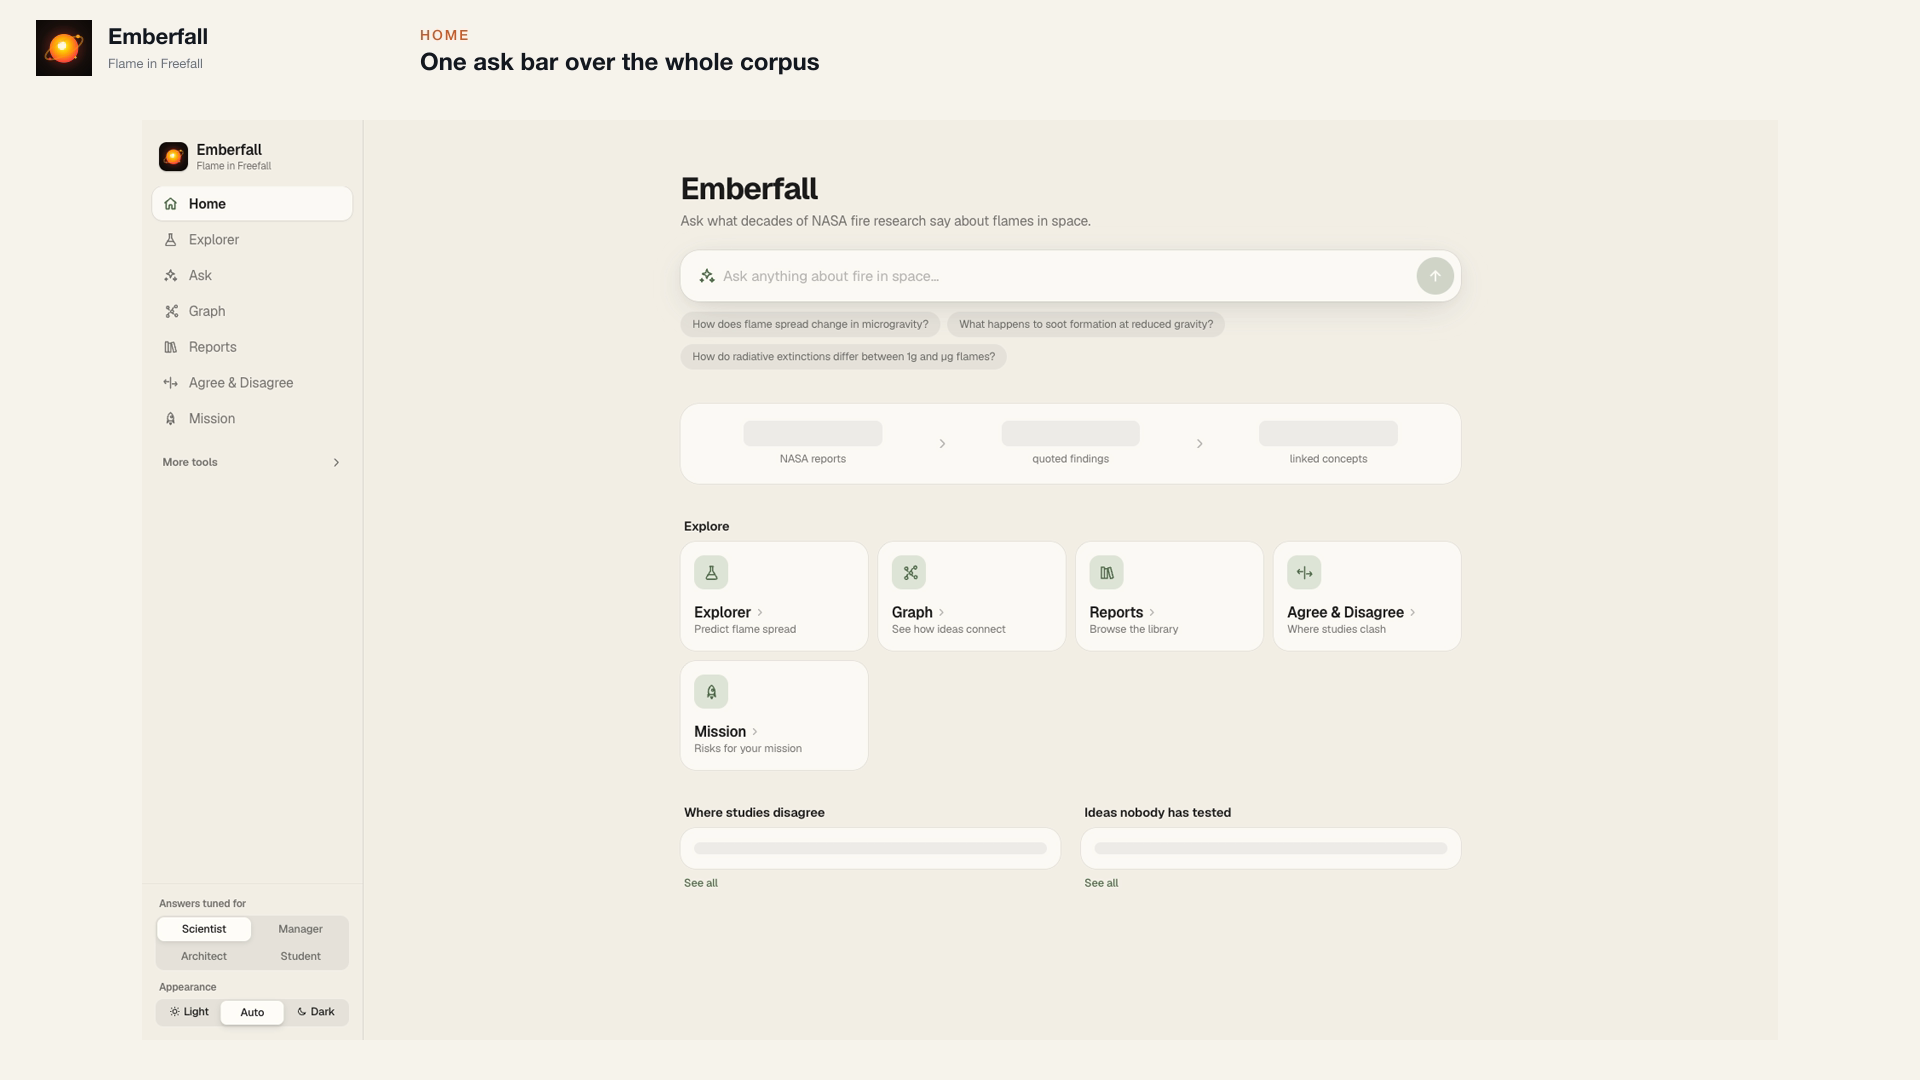 Emberfall
Flame in Freefall
HOME
One ask bar over the whole corpus
Emberfall
Flame in Freefall
Home
Explorer
Ask
Graph
Reports
Agree & Disagree
Mission
More tools
Answers tuned for
Scientist
Manager
Architect
Student
Appearance
Light
Auto
Dark
Emberfall
Ask what decades of NASA fire research say about flames in space.
Ask anything about fire in space...
How does flame spread change in microgravity?
What happens to soot formation at reduced gravity?
How do radiative extinctions differ between 1g and µg flames?
NASA reports
quoted findings
linked concepts
Explore
Explorer
Predict flame spread
Graph
See how ideas connect
Reports
Browse the library
Agree & Disagree
Where studies clash
Mission
Risks for your mission
Where studies disagree
See all
Ideas nobody has tested
See all